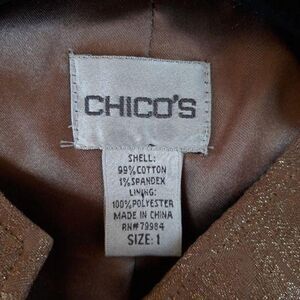 CHICO'S
SHELL:
99%COTTON
1%SPANDEX
LINING:
100%POLYESTER
MADE IN CHINA
RN#79984
SIZE: 1